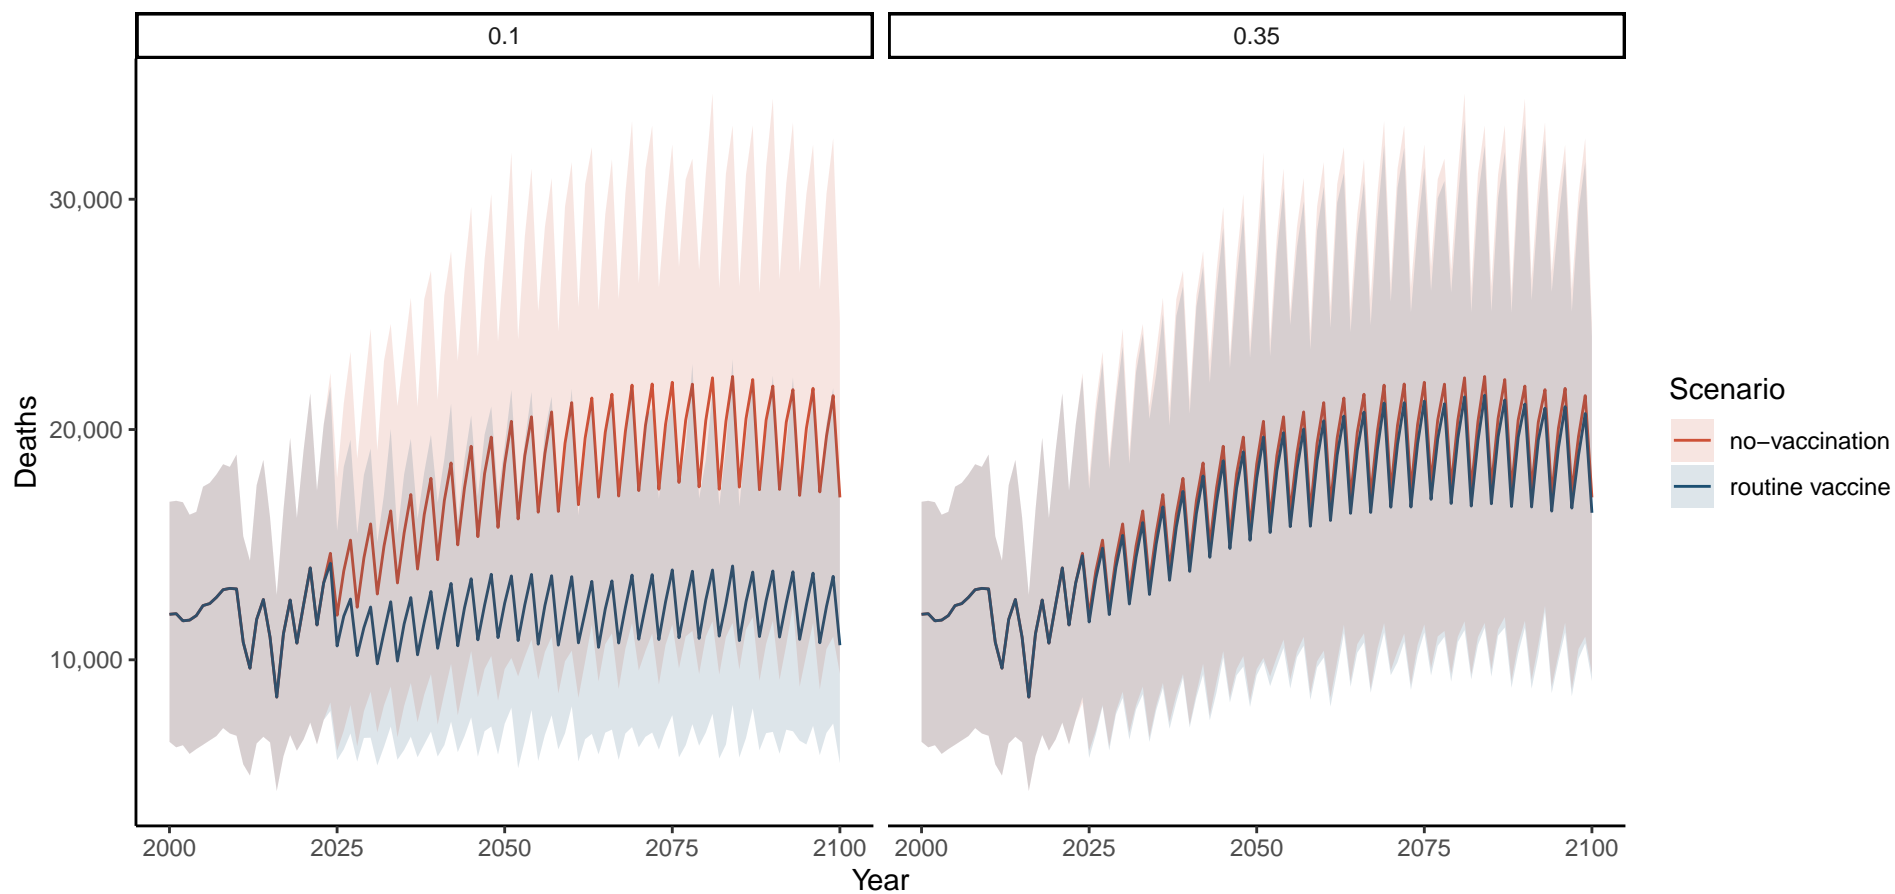 0.1
0.35
Deaths
30,000
20,000
10,000
2000 2025 2050 2075 2100
2000 2025 2050 2075 2100
Year
Scenario
no−vaccination
routine vaccine